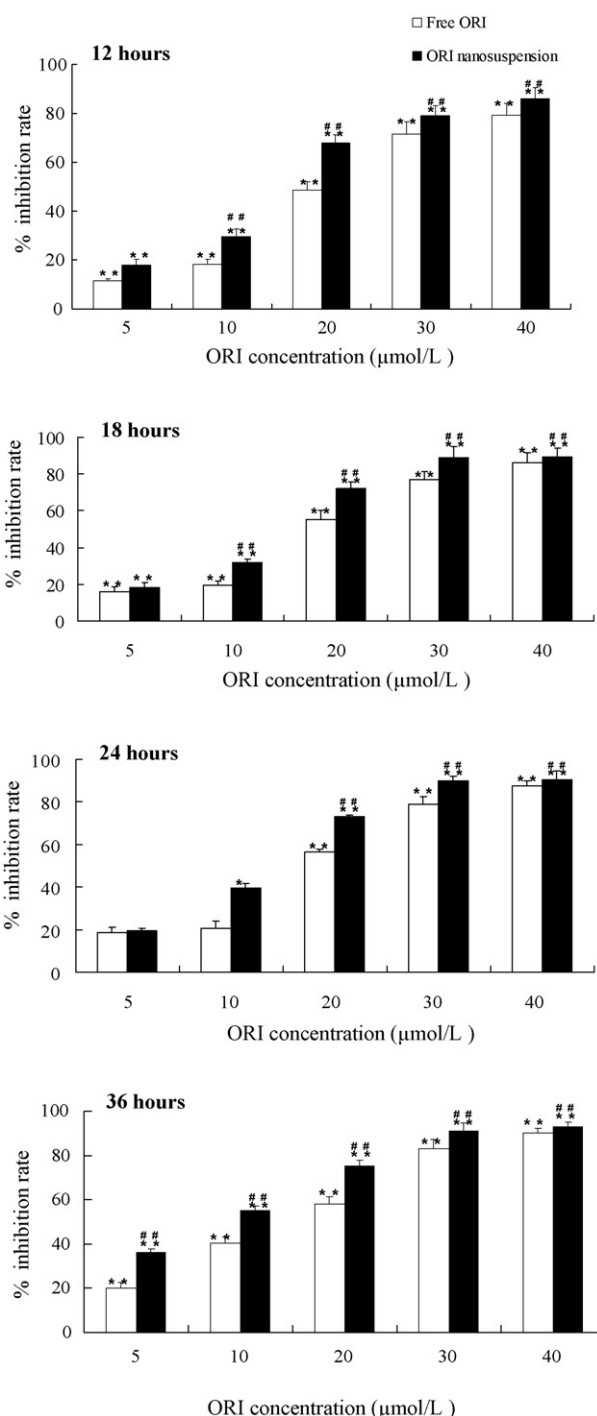 Free ORI
ORI nanosuspension
12 hours
% inhibition rate
100
80
60
40
20
0
* * * * * * # # * * * * # # * * * * # # * * * * # # * *
5 10 20 30 40
ORI concentration (μmol/L )
18 hours
% inhibition rate
100
80
60
40
20
0
* * * * * * # # * * * * # # * * * * # # * * * * # # * *
5 10 20 30 40
ORI concentration (μmol/L )
24 hours
% inhibition rate
100
80
60
40
20
0
* * * # # * * * * # # * * * * # # * *
5 10 20 30 40
ORI concentration (μmol/L )
36 hours
% inhibition rate
100
80
60
40
20
0
* * # # * * * * # # * * * * # # * * * * # # * * * * # # * *
5 10 20 30 40
ORI concentration (μmol/L )